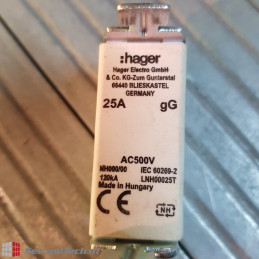 :hager
Hager Electro GmbH
& Co. KG-Zum Gunterstal
66440 BLIESKASTEL
GERMANY
25A gG
AC500V
NH000/00 IEC 60269-2
120kA LNH00025T
Made in Hungary
CE NH